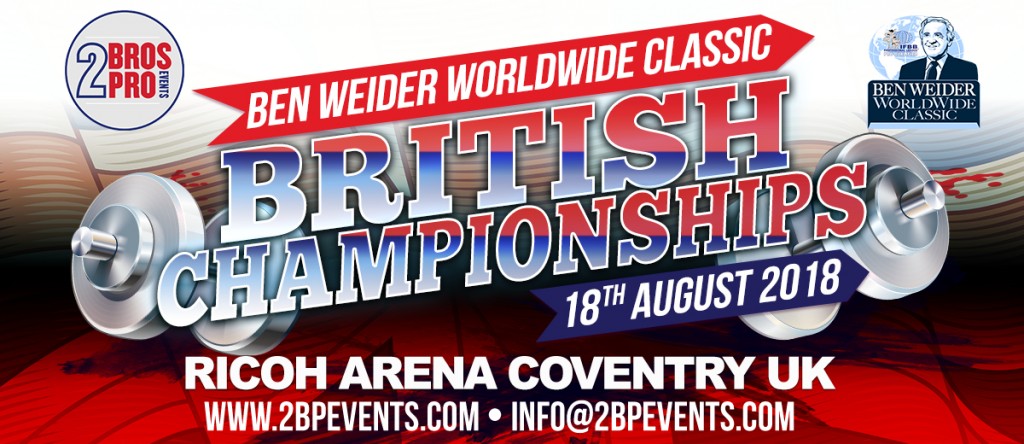 2 BROS
PRO
EVENTS
BEN WEIDER WORLDWIDE CLASSIC
IFBB
BEN WEIDER
WORLDWIDE
CLASSIC
BRITISH
CHAMPIONSHIPS
18TH AUGUST 2018
RICOH ARENA COVENTRY UK
WWW.2BPEVENTS.COM • INFO@2BPEVENTS.COM